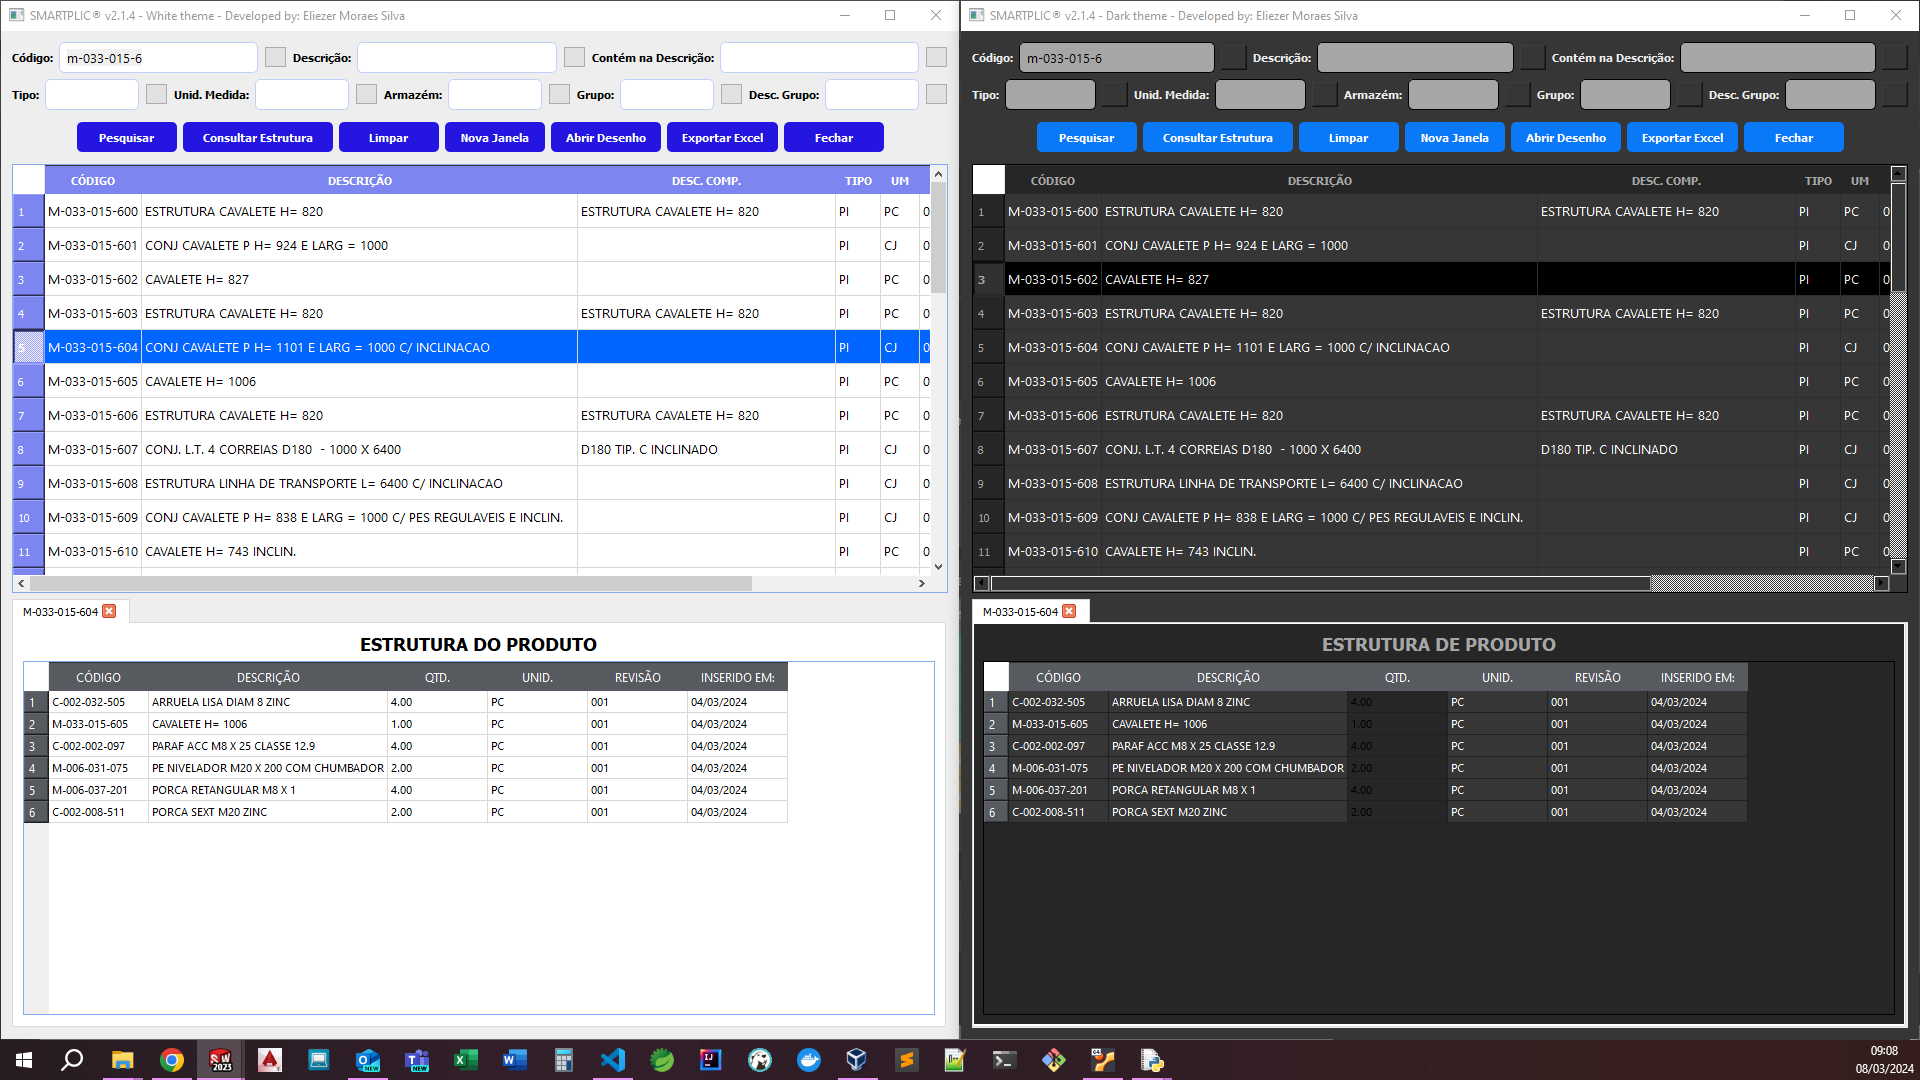 SMARTPLIC® v2.1.4 - White theme - Developed by: Eliezer Moraes Silva
Código: m-033-015-6 Descrição: Contém na Descrição:
Tipo: Unid. Medida: Armazém: Grupo: Desc. Grupo:
Pesquisar Consultar Estrutura Limpar Nova Janela Abrir Desenho Exportar Excel Fechar
CÓDIGO DESCRIÇÃO DESC. COMP. TIPO UM
1 M-033-015-600 ESTRUTURA CAVALETE H= 820 ESTRUTURA CAVALETE H= 820 PI PC 0
2 M-033-015-601 CONJ CAVALETE P H= 924 E LARG = 1000 PI CJ 0
3 M-033-015-602 CAVALETE H= 827 PI PC 0
4 M-033-015-603 ESTRUTURA CAVALETE H= 820 ESTRUTURA CAVALETE H= 820 PI PC 0
5 M-033-015-604 CONJ CAVALETE P H= 1101 E LARG = 1000 C/ INCLINACAO PI CJ 0
6 M-033-015-605 CAVALETE H= 1006 PI PC 0
7 M-033-015-606 ESTRUTURA CAVALETE H= 820 ESTRUTURA CAVALETE H= 820 PI PC 0
8 M-033-015-607 CONJ. L.T. 4 CORREIAS D180 - 1000 X 6400 D180 TIP. C INCLINADO PI CJ 0
9 M-033-015-608 ESTRUTURA LINHA DE TRANSPORTE L= 6400 C/ INCLINACAO PI CJ 0
10 M-033-015-609 CONJ CAVALETE P H= 838 E LARG = 1000 C/ PES REGULAVEIS E INCLIN. PI CJ 0
11 M-033-015-610 CAVALETE H= 743 INCLIN. PI PC 0
M-033-015-604
ESTRUTURA DO PRODUTO
CÓDIGO DESCRIÇÃO QTD. UNID. REVISÃO INSERIDO EM:
1 C-002-032-505 ARRUELA LISA DIAM 8 ZINC 4.00 PC 001 04/03/2024
2 M-033-015-605 CAVALETE H= 1006 1.00 PC 001 04/03/2024
3 C-002-002-097 PARAF ACC M8 X 25 CLASSE 12.9 4.00 PC 001 04/03/2024
4 M-006-031-075 PE NIVELADOR M20 X 200 COM CHUMBADOR 2.00 PC 001 04/03/2024
5 M-006-037-201 PORCA RETANGULAR M8 X 1 4.00 PC 001 04/03/2024
6 C-002-008-511 PORCA SEXT M20 ZINC 2.00 PC 001 04/03/2024
SMARTPLIC® v2.1.4 - Dark theme - Developed by: Eliezer Moraes Silva
Código: m-033-015-6 Descrição: Contém na Descrição:
Tipo: Unid. Medida: Armazém: Grupo: Desc. Grupo:
Pesquisar Consultar Estrutura Limpar Nova Janela Abrir Desenho Exportar Excel Fechar
CÓDIGO DESCRIÇÃO DESC. COMP. TIPO UM
1 M-033-015-600 ESTRUTURA CAVALETE H= 820 ESTRUTURA CAVALETE H= 820 PI PC 0
2 M-033-015-601 CONJ CAVALETE P H= 924 E LARG = 1000 PI CJ 0
3 M-033-015-602 CAVALETE H= 827 PI PC 0
4 M-033-015-603 ESTRUTURA CAVALETE H= 820 ESTRUTURA CAVALETE H= 820 PI PC 0
5 M-033-015-604 CONJ CAVALETE P H= 1101 E LARG = 1000 C/ INCLINACAO PI CJ 0
6 M-033-015-605 CAVALETE H= 1006 PI PC 0
7 M-033-015-606 ESTRUTURA CAVALETE H= 820 ESTRUTURA CAVALETE H= 820 PI PC 0
8 M-033-015-607 CONJ. L.T. 4 CORREIAS D180 - 1000 X 6400 D180 TIP. C INCLINADO PI CJ 0
9 M-033-015-608 ESTRUTURA LINHA DE TRANSPORTE L= 6400 C/ INCLINACAO PI CJ 0
10 M-033-015-609 CONJ CAVALETE P H= 838 E LARG = 1000 C/ PES REGULAVEIS E INCLIN. PI CJ 0
11 M-033-015-610 CAVALETE H= 743 INCLIN. PI PC 0
M-033-015-604
ESTRUTURA DE PRODUTO
CÓDIGO DESCRIÇÃO QTD. UNID. REVISÃO INSERIDO EM:
1 C-002-032-505 ARRUELA LISA DIAM 8 ZINC 4.00 PC 001 04/03/2024
2 M-033-015-605 CAVALETE H= 1006 1.00 PC 001 04/03/2024
3 C-002-002-097 PARAF ACC M8 X 25 CLASSE 12.9 4.00 PC 001 04/03/2024
4 M-006-031-075 PE NIVELADOR M20 X 200 COM CHUMBADOR 2.00 PC 001 04/03/2024
5 M-006-037-201 PORCA RETANGULAR M8 X 1 4.00 PC 001 04/03/2024
6 C-002-008-511 PORCA SEXT M20 ZINC 2.00 PC 001 04/03/2024
09:08
08/03/2024